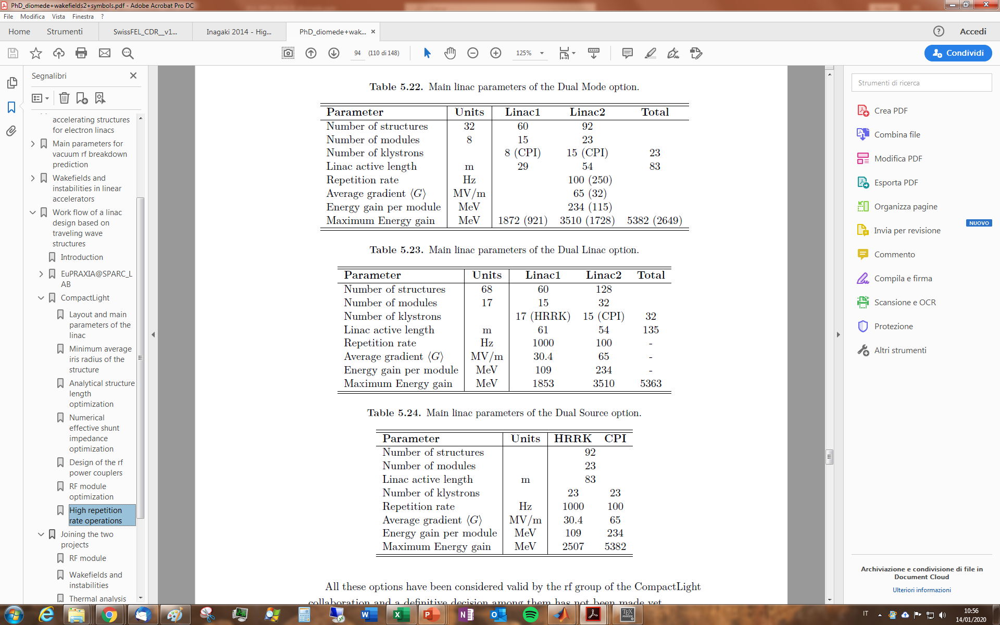 PhD_diomede+wakefields2+symbols.pdf - Adobe Acrobat Pro DC
File Modifica Vista Finestra ?
Home Strumenti SwissFEL_CDR__v1... Inagaki 2014 - Hig... PhD_diomede+wak... Accedi
94 (110 di 148) 125% Condividi
Segnalibri
accelerating structures
for electron linacs
Main parameters for
vacuum rf breakdown
prediction
Wakefields and
instabilities in linear
accelerators
Work flow of a linac
design based on
traveling wave
structures
Introduction
EuPRAXIA@SPARC_L
AB
CompactLight
Layout and main
parameters of the
linac
Minimum average
iris radius of the
structure
Analytical structure
length
optimization
Numerical
effective shunt
impedance
optimization
Design of the rf
power couplers
RF module
optimization
High repetition
rate operations
Joining the two
projects
RF module
Wakefields and
instabilities
Thermal analysis
Table 5.22. Main linac parameters of the Dual Mode option.
Parameter Units Linac1 Linac2 Total
Number of structures 32 60 92
Number of modules 8 15 23
Number of klystrons 8 (CPI) 15 (CPI) 23
Linac active length m 29 54 83
Repetition rate Hz 100 (250)
Average gradient ⟨G⟩ MV/m 65 (32)
Energy gain per module MeV 234 (115)
Maximum Energy gain MeV 1872 (921) 3510 (1728) 5382 (2649)
Table 5.23. Main linac parameters of the Dual Linac option.
Parameter Units Linac1 Linac2 Total
Number of structures 68 60 128
Number of modules 17 15 32
Number of klystrons 17 (HRRK) 15 (CPI) 32
Linac active length m 61 54 135
Repetition rate Hz 1000 100 -
Average gradient ⟨G⟩ MV/m 30.4 65 -
Energy gain per module MeV 109 234 -
Maximum Energy gain MeV 1853 3510 5363
Table 5.24. Main linac parameters of the Dual Source option.
Parameter Units HRRK CPI
Number of structures 92
Number of modules 23
Linac active length m 83
Number of klystrons 23 23
Repetition rate Hz 1000 100
Average gradient ⟨G⟩ MV/m 30.4 65
Energy gain per module MeV 109 234
Maximum Energy gain MeV 2507 5382
All these options have been considered valid by the rf group of the CompactLight
collaboration and a definitive decision among them has not been made yet
Strumenti di ricerca
Crea PDF
Combina file
Modifica PDF
Esporta PDF
Organizza pagine
NUOVO
Invia per revisione
Commento
Compila e firma
Scansione e OCR
Protezione
Altri strumenti
Archiviazione e condivisione di file in
Document Cloud
Ulteriori informazioni
IT
10:56
14/01/2020